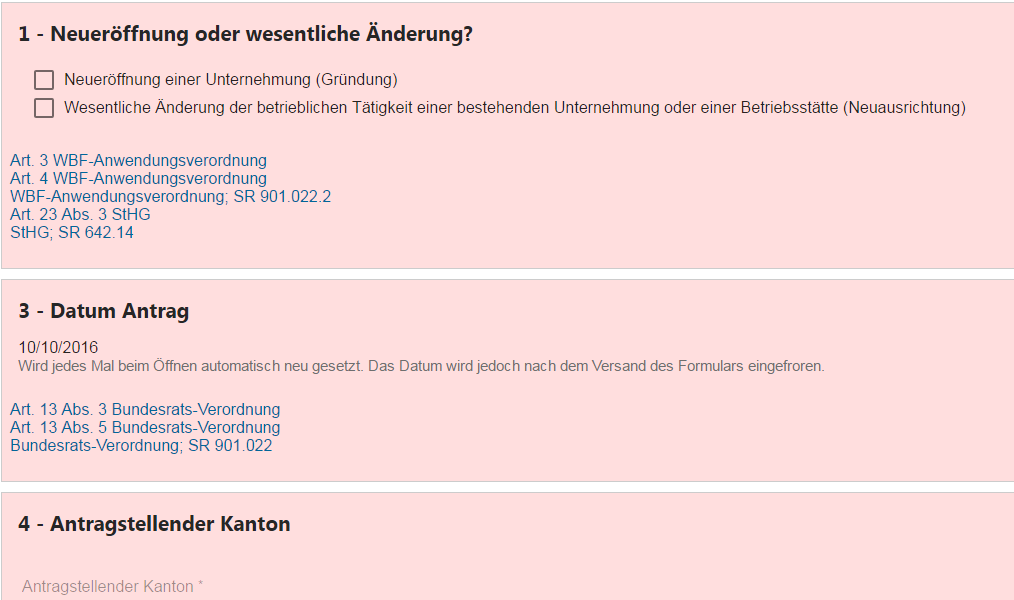 1 - Neueröffnung oder wesentliche Änderung?
Neueröffnung einer Unternehmung (Gründung)
Wesentliche Änderung der betrieblichen Tätigkeit einer bestehenden Unternehmung oder einer Betriebsstätte (Neuausrichtung)
Art. 3 WBF-Anwendungsverordnung
Art. 4 WBF-Anwendungsverordnung
WBF-Anwendungsverordnung; SR 901.022.2
Art. 23 Abs. 3 StHG
StHG; SR 642.14
3 - Datum Antrag
10/10/2016
Wird jedes Mal beim Öffnen automatisch neu gesetzt. Das Datum wird jedoch nach dem Versand des Formulars eingefroren.
Art. 13 Abs. 3 Bundesrats-Verordnung
Art. 13 Abs. 5 Bundesrats-Verordnung
Bundesrats-Verordnung; SR 901.022
4 - Antragstellender Kanton
Antragstellender Kanton *